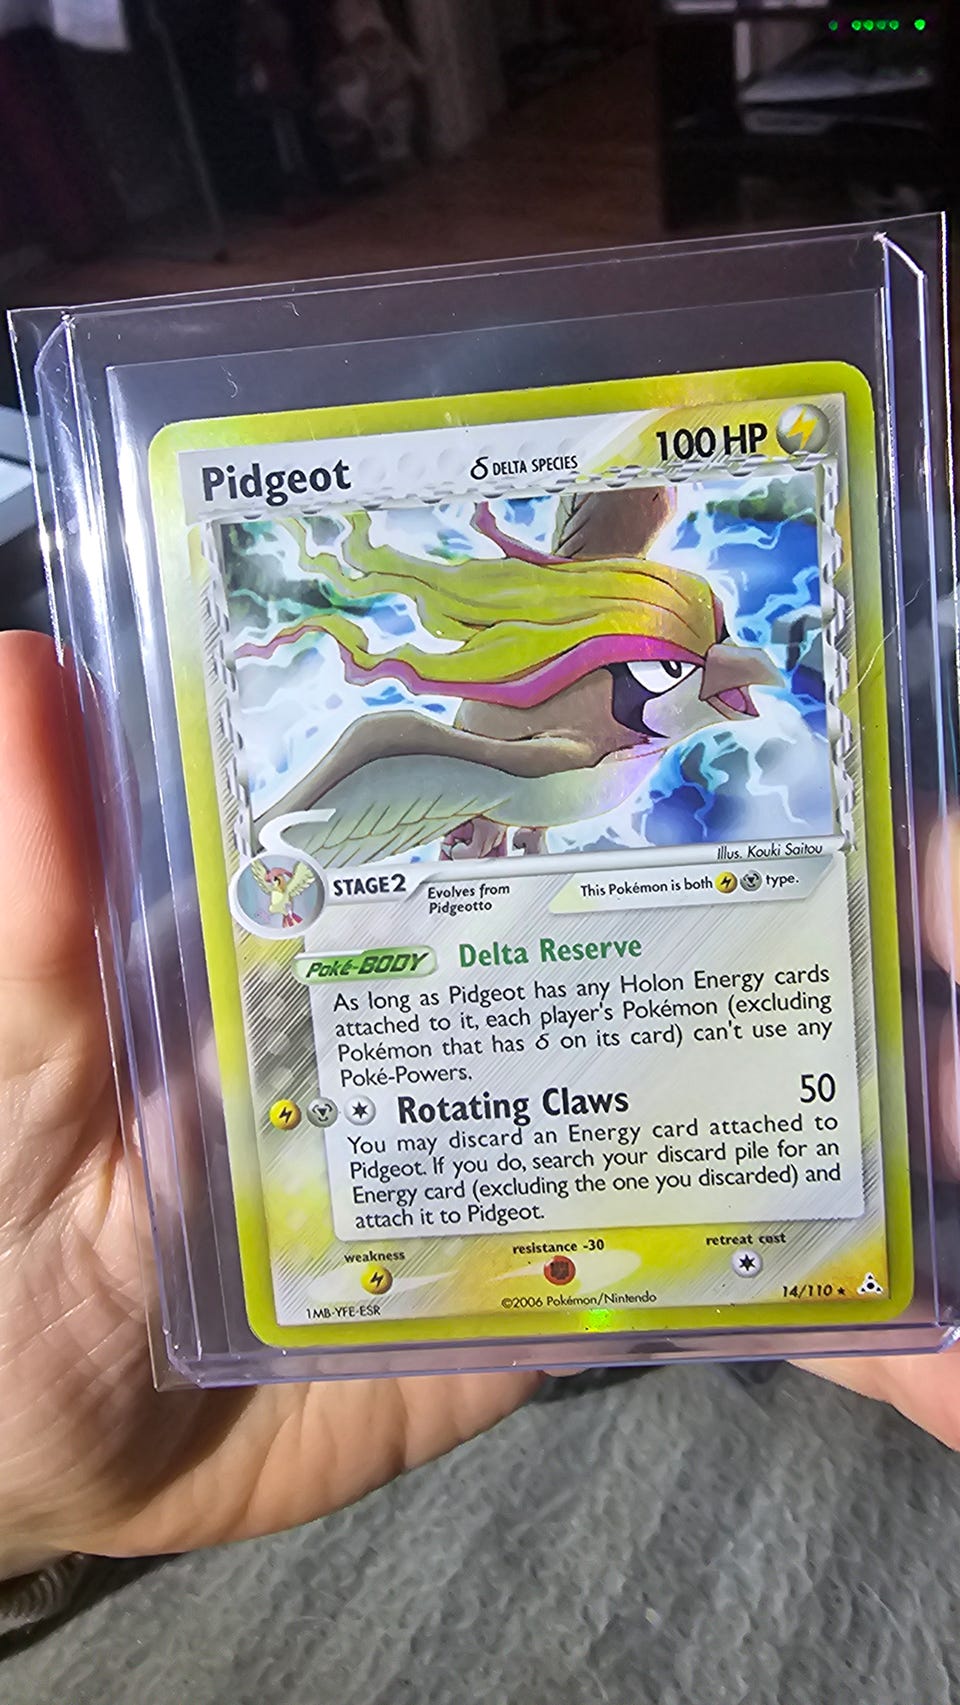 Pidgeot δ DELTA SPECIES 100 HP
Illus. Kouki Saitou
STAGE2 Evolves from Pidgeotto This Pokémon is both type.
Poké-BODY Delta Reserve
As long as Pidgeot has any Holon Energy cards
attached to it, each player's Pokémon (excluding
Pokémon that has δ on its card) can't use any
Poké-Powers.
Rotating Claws 50
You may discard an Energy card attached to
Pidgeot. If you do, search your discard pile for an
Energy card (excluding the one you discarded) and
attach it to Pidgeot.
weakness resistance -30 retreat cost
1MB-YFE-ESR ©2006 Pokémon/Nintendo 14/110 ★